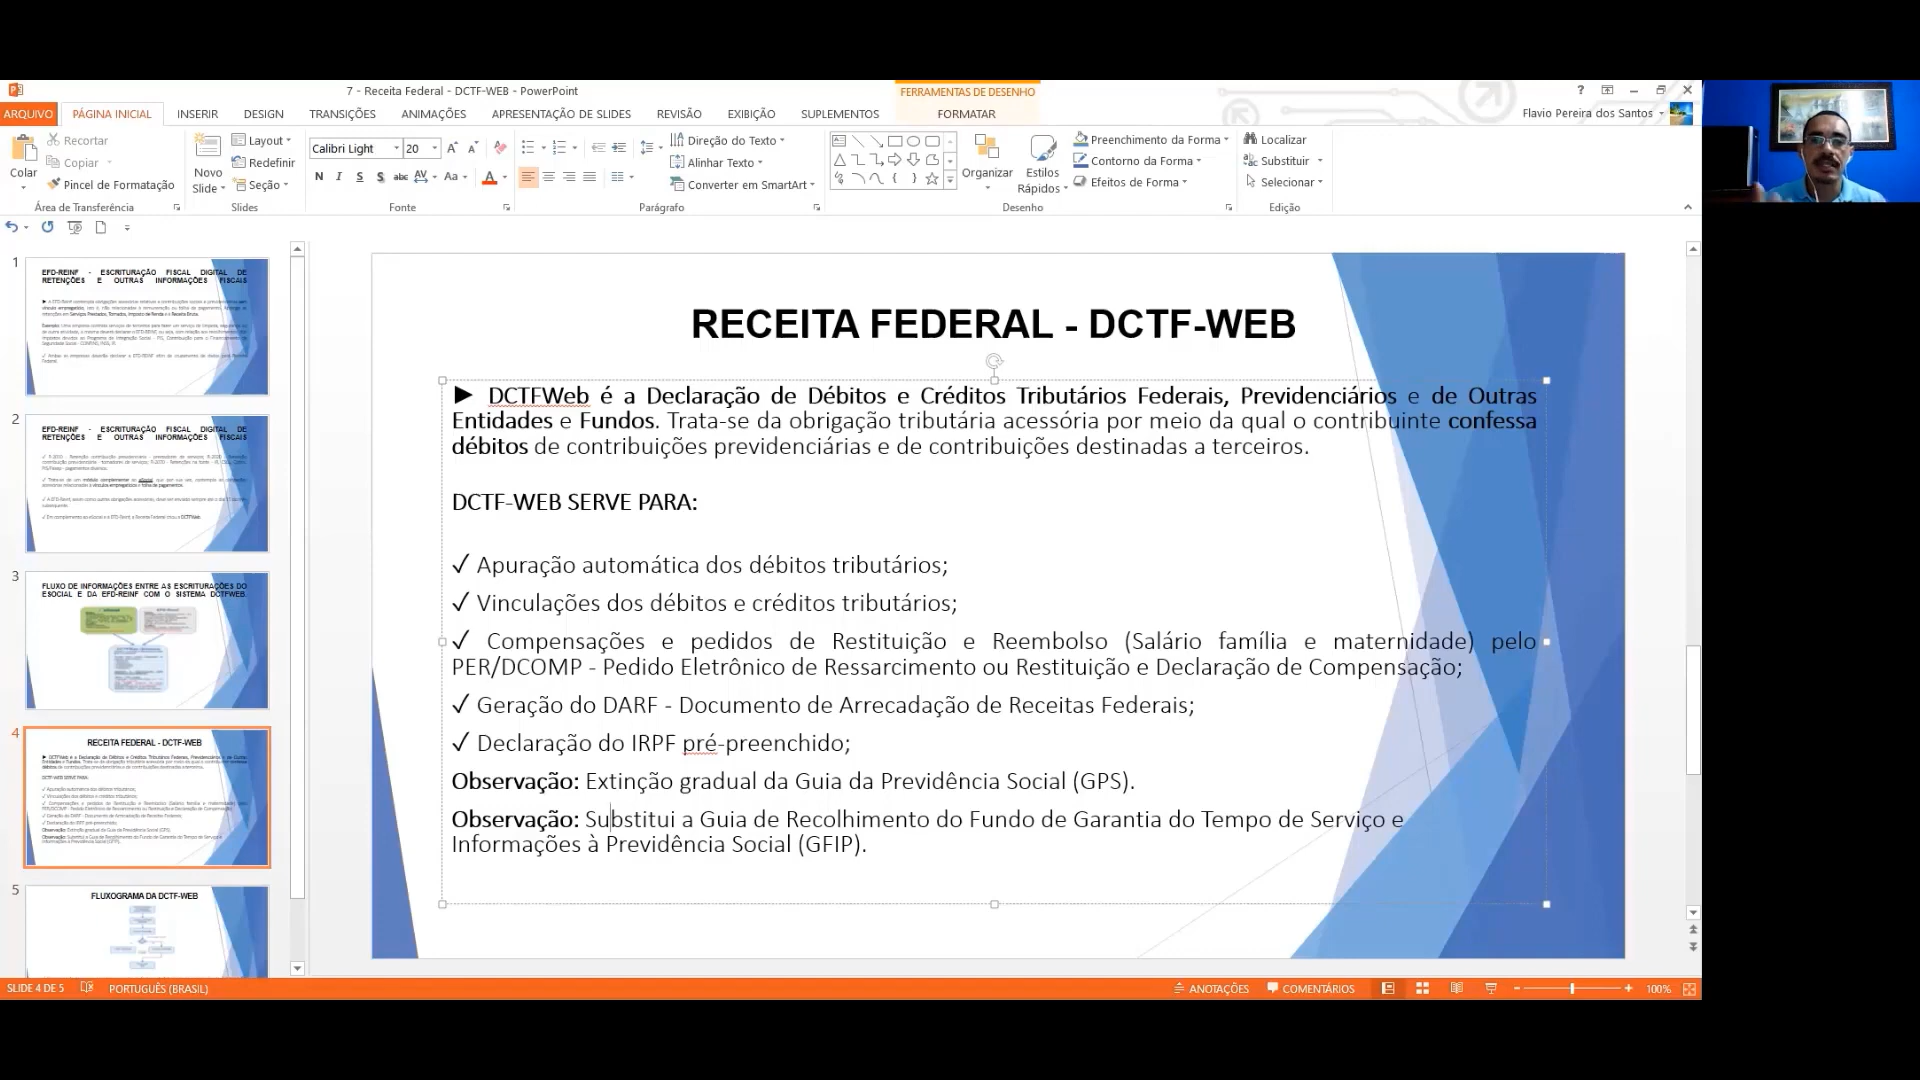 7 - Receita Federal - DCTF-WEB - PowerPoint
FERRAMENTAS DE DESENHO
ARQUIVO PÁGINA INICIAL INSERIR DESIGN TRANSIÇÕES ANIMAÇÕES APRESENTAÇÃO DE SLIDES REVISÃO EXIBIÇÃO SUPLEMENTOS FORMATAR
Flavio Pereira dos Santos
Colar
Recortar
Copiar
Pincel de Formatação
Área de Transferência
Novo Slide
Layout
Redefinir
Seção
Slides
Calibri Light 20
N I S S abc AV Aa A
Fonte
Direção do Texto
Alinhar Texto
Converter em SmartArt
Parágrafo
Organizar
Estilos Rápidos
Preenchimento da Forma
Contorno da Forma
Efeitos de Forma
Desenho
Localizar
Substituir
Selecionar
Edição
1
EFD-REINF - ESCRITURAÇÃO FISCAL DIGITAL DE
RETENÇÕES E OUTRAS INFORMAÇÕES FISCAIS
2
EFD-REINF - ESCRITURAÇÃO FISCAL DIGITAL DE
RETENÇÕES E OUTRAS INFORMAÇÕES FISCAIS
3
FLUXO DE INFORMAÇÕES ENTRE AS ESCRITURAÇÕES DO
ESOCIAL E DA EFD-REINF COM O SISTEMA DCTFWEB.
4
RECEITA FEDERAL - DCTF-WEB
5
FLUXOGRAMA DA DCTF-WEB
RECEITA FEDERAL - DCTF-WEB
► DCTFWeb é a Declaração de Débitos e Créditos Tributários Federais, Previdenciários e de Outras
Entidades e Fundos. Trata-se da obrigação tributária acessória por meio da qual o contribuinte confessa
débitos de contribuições previdenciárias e de contribuições destinadas a terceiros.
DCTF-WEB SERVE PARA:
✓ Apuração automática dos débitos tributários;
✓ Vinculações dos débitos e créditos tributários;
✓ Compensações e pedidos de Restituição e Reembolso (Salário família e maternidade) pelo
PER/DCOMP - Pedido Eletrônico de Ressarcimento ou Restituição e Declaração de Compensação;
✓ Geração do DARF - Documento de Arrecadação de Receitas Federais;
✓ Declaração do IRPF pré-preenchido;
Observação: Extinção gradual da Guia da Previdência Social (GPS).
Observação: Substitui a Guia de Recolhimento do Fundo de Garantia do Tempo de Serviço e
Informações à Previdência Social (GFIP).
SLIDE 4 DE 5 PORTUGUÊS (BRASIL) ANOTAÇÕES COMENTÁRIOS 100%